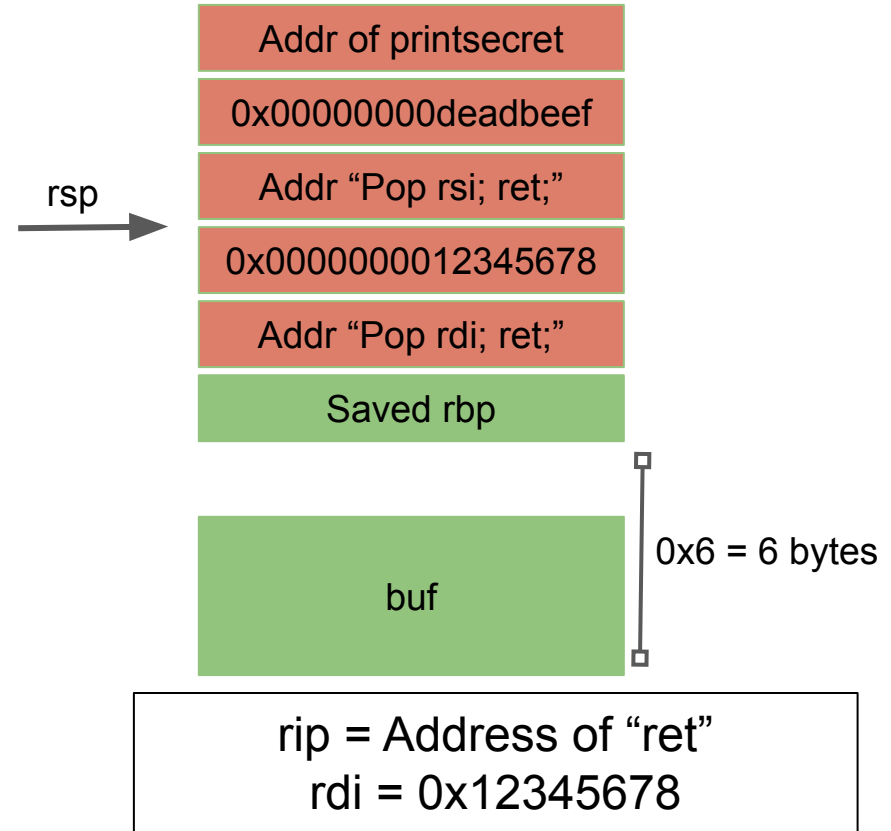 Addr of printsecret
0x00000000deadbeef
Addr “Pop rsi; ret;”
rsp
0x0000000012345678
Addr “Pop rdi; ret;”
Saved rbp
0x6 = 6 bytes
buf
rip = Address of “ret”
rdi = 0x12345678